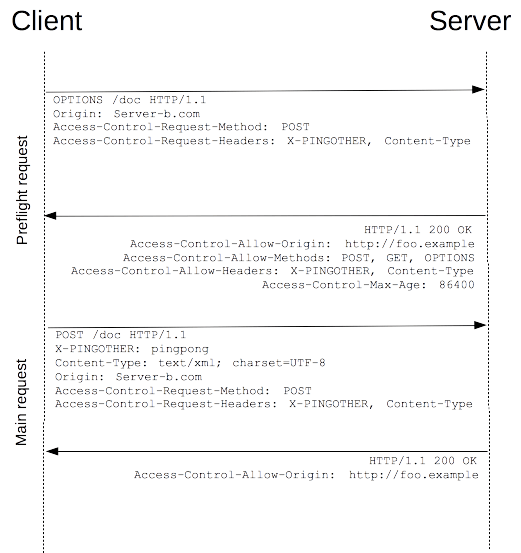 Client
Server
OPTIONS /doc HTTP/1.1
Origin: Server-b.com
Access-Control-Request-Method: POST
Access-Control-Request-Headers: X-PINGOTHER, Content-Type
Preflight request
HTTP/1.1 200 OK
Access-Control-Allow-Origin: http://foo.example
Access-Control-Allow-Methods: POST, GET, OPTIONS
Access-Control-Allow-Headers: X-PINGOTHER, Content-Type
Access-Control-Max-Age: 86400
POST /doc HTTP/1.1
X-PINGOTHER: pingpong
Content-Type: text/xml; charset=UTF-8
Origin: Server-b.com
Access-Control-Request-Method: POST
Access-Control-Request-Headers: X-PINGOTHER, Content-Type
Main request
HTTP/1.1 200 OK
Access-Control-Allow-Origin: http://foo.example